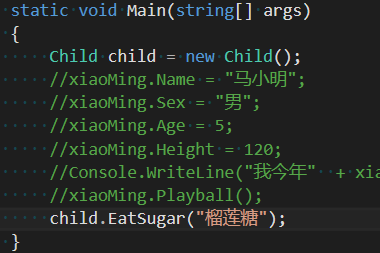 static void Main(string[] args)
{
Child child = new Child();
//xiaoMing.Name = "马小明";
//xiaoMing.Sex = "男";
//xiaoMing.Age = 5;
//xiaoMing.Height = 120;
//Console.WriteLine("我今年" + xia
//xiaoMing.Playball();
child.EatSugar("榴莲糖");
}